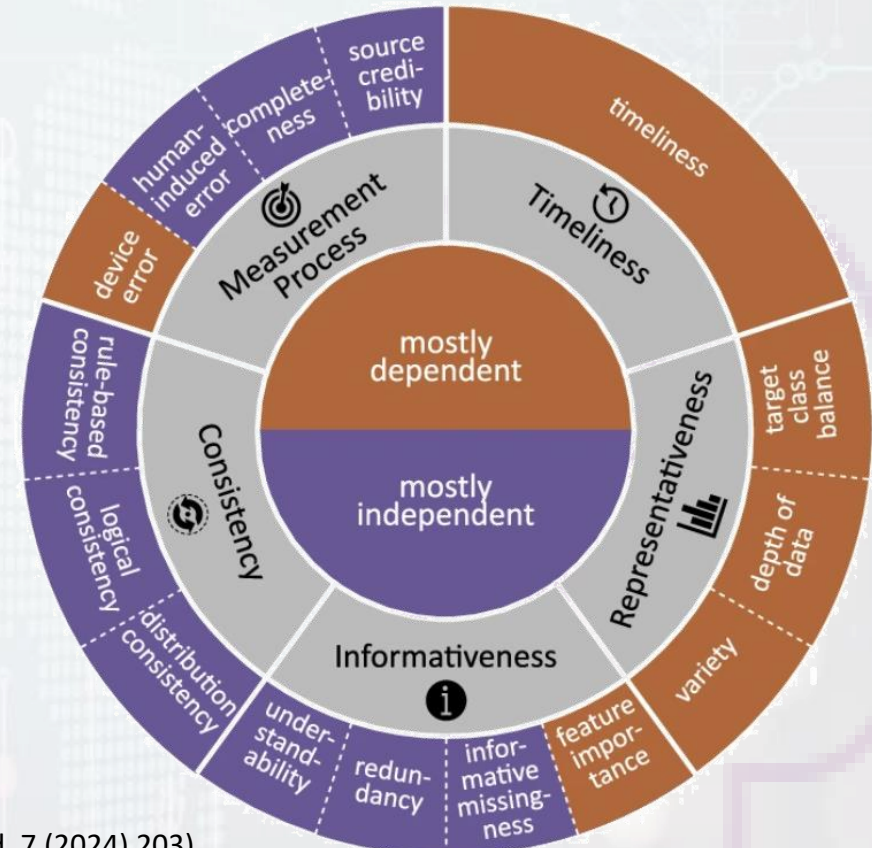 source
credi-
bility
complete-
ness
human-
induced
error
device
error
timeliness
Measurement
Process
Timeliness
mostly
dependent
mostly
independent
rule-based
consistency
logical
consistency
distribution
consistency
Consistency
Representativeness
target
class
balance
depth of
data
variety
Informativeness
i
under-
stand-
ability
redun-
dancy
infor-
mative
missing-
ness
feature
impor-
tance
7 (2024) 203)